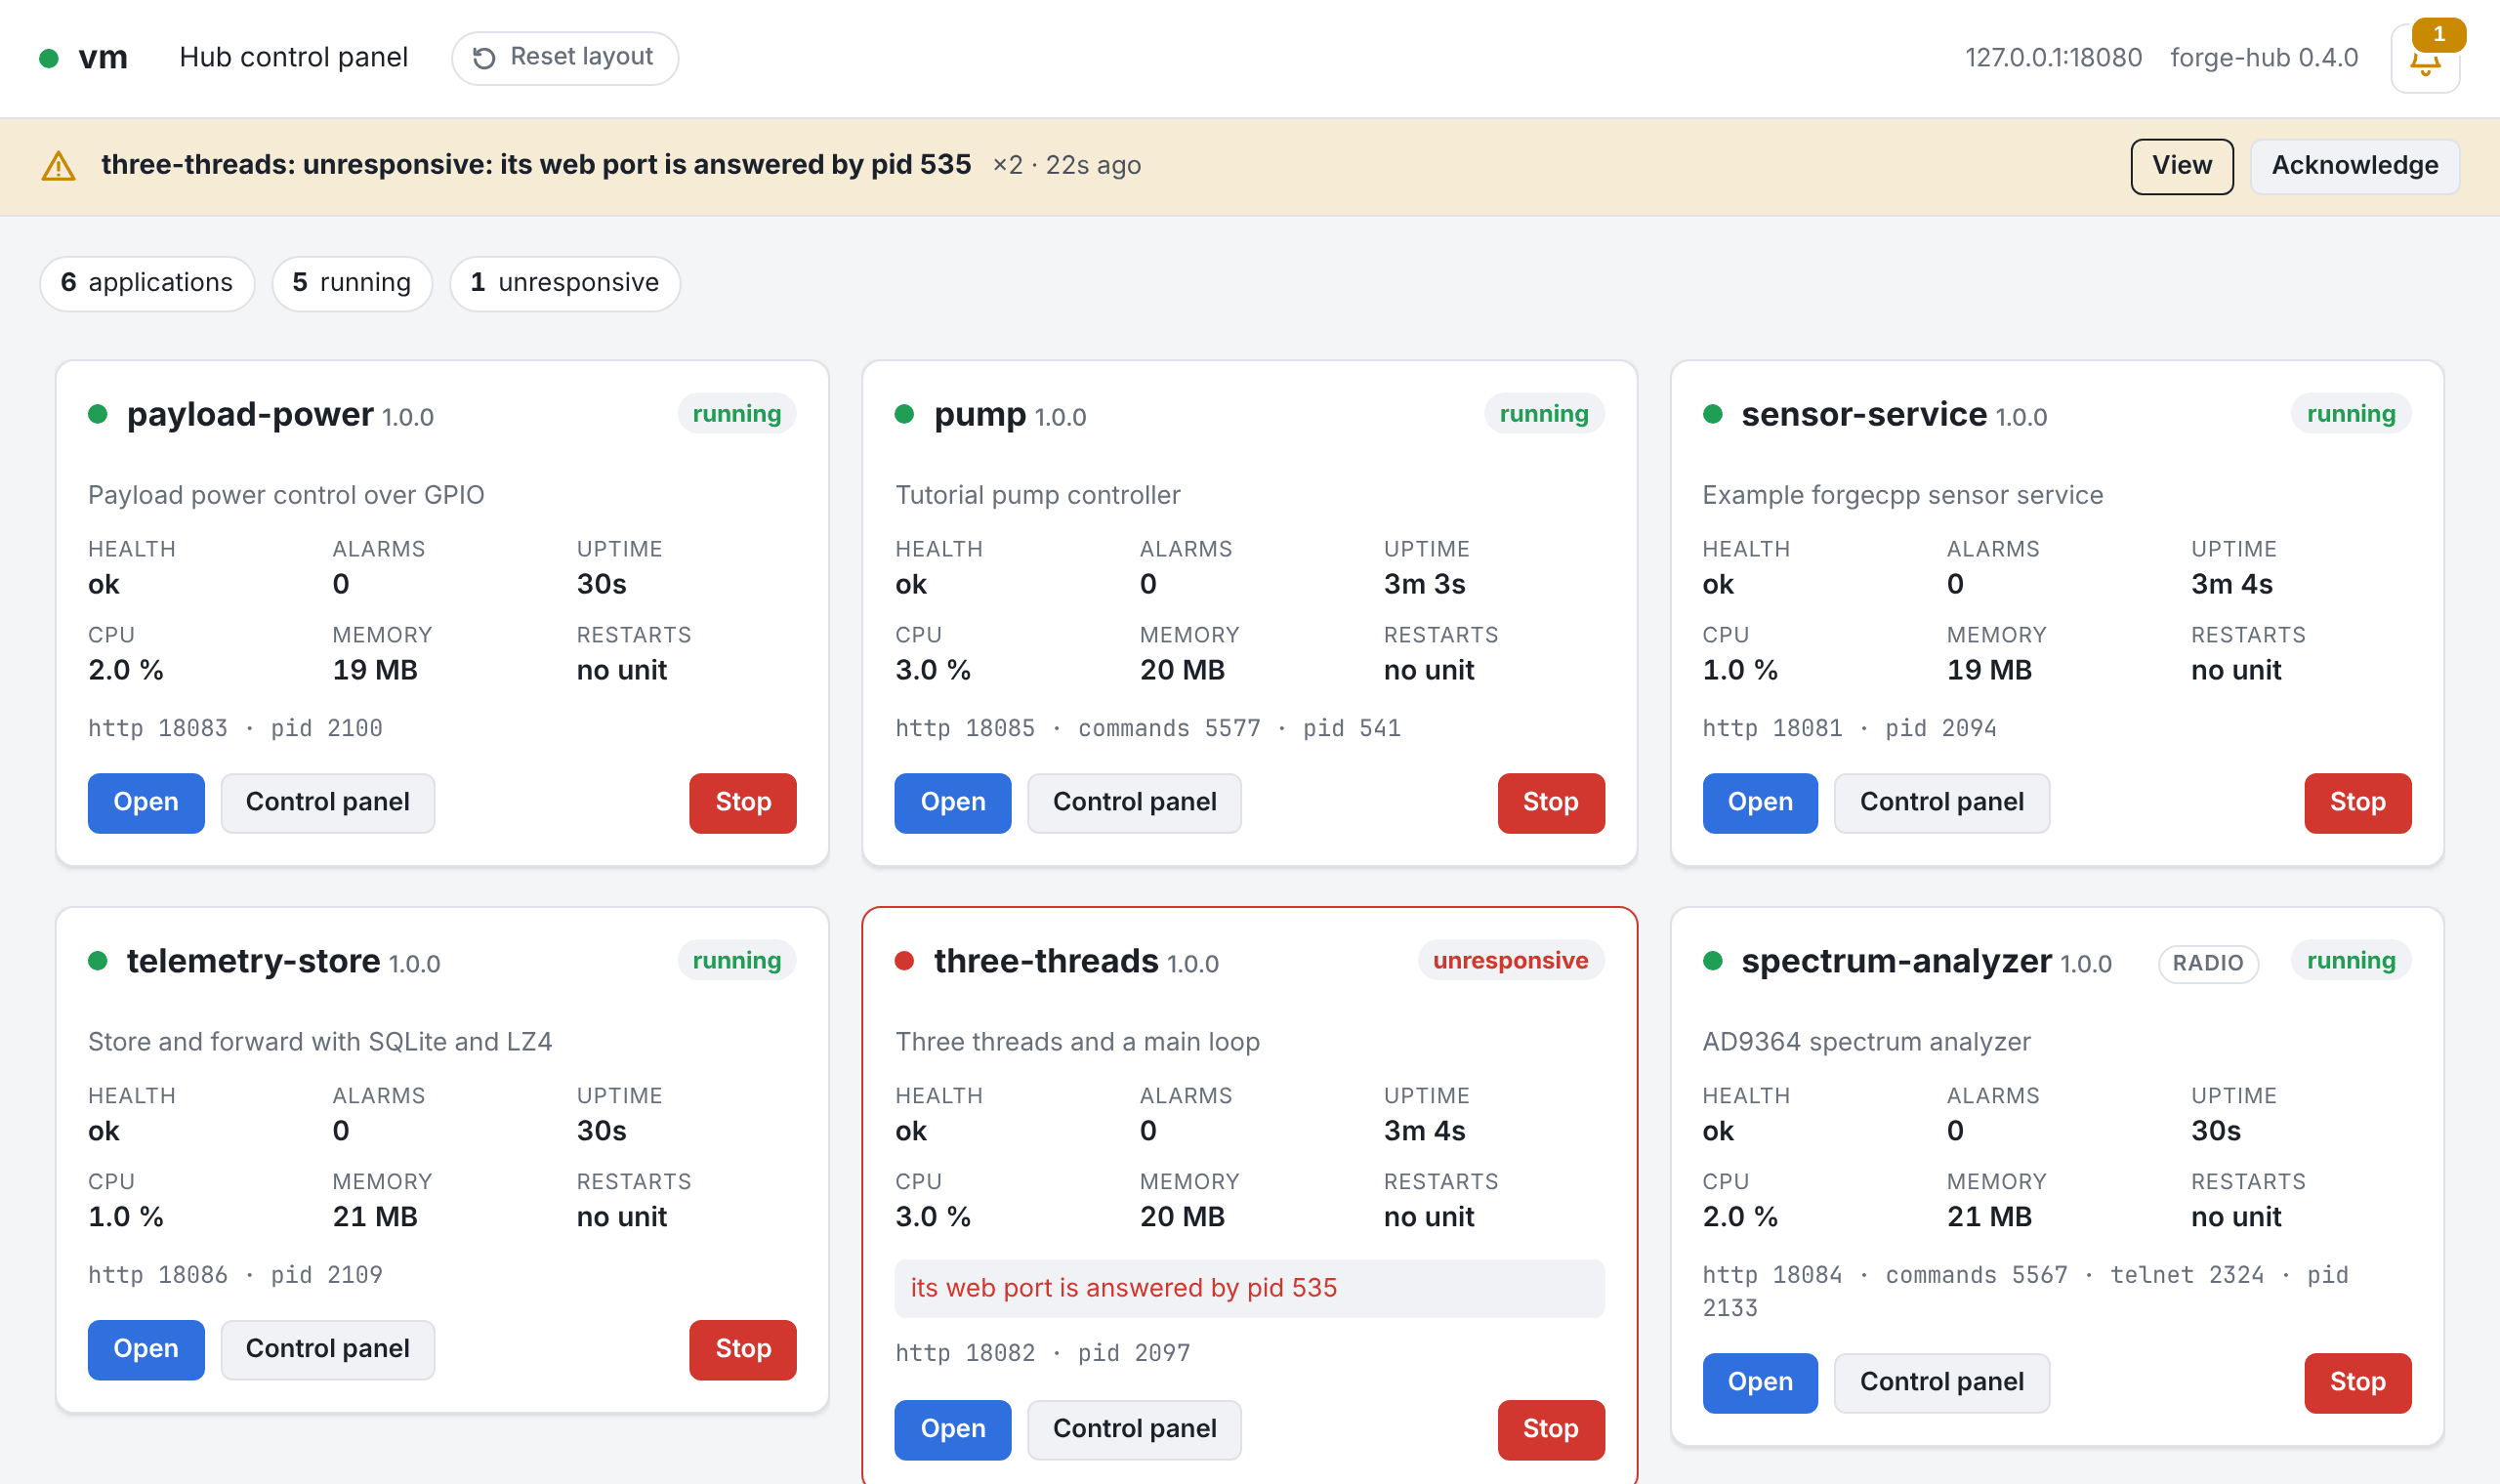 vm Hub control panel Reset layout 127.0.0.1:18080 forge-hub 0.4.0 1
three-threads: unresponsive: its web port is answered by pid 535 ×2 · 22s ago View Acknowledge
6 applications 5 running 1 unresponsive
payload-power 1.0.0 running
Payload power control over GPIO
HEALTH ALARMS UPTIME
ok 0 30s
CPU MEMORY RESTARTS
2.0 % 19 MB no unit
http 18083 · pid 2100
Open Control panel Stop
pump 1.0.0 running
Tutorial pump controller
HEALTH ALARMS UPTIME
ok 0 3m 3s
CPU MEMORY RESTARTS
3.0 % 20 MB no unit
http 18085 · commands 5577 · pid 541
Open Control panel Stop
sensor-service 1.0.0 running
Example forgecpp sensor service
HEALTH ALARMS UPTIME
ok 0 3m 4s
CPU MEMORY RESTARTS
1.0 % 19 MB no unit
http 18081 · pid 2094
Open Control panel Stop
telemetry-store 1.0.0 running
Store and forward with SQLite and LZ4
HEALTH ALARMS UPTIME
ok 0 30s
CPU MEMORY RESTARTS
1.0 % 21 MB no unit
http 18086 · pid 2109
Open Control panel Stop
three-threads 1.0.0 unresponsive
Three threads and a main loop
HEALTH ALARMS UPTIME
ok 0 3m 4s
CPU MEMORY RESTARTS
3.0 % 20 MB no unit
its web port is answered by pid 535
http 18082 · pid 2097
Open Control panel Stop
spectrum-analyzer 1.0.0 RADIO running
AD9364 spectrum analyzer
HEALTH ALARMS UPTIME
ok 0 30s
CPU MEMORY RESTARTS
2.0 % 21 MB no unit
http 18084 · commands 5567 · telnet 2324 · pid
2133
Open Control panel Stop